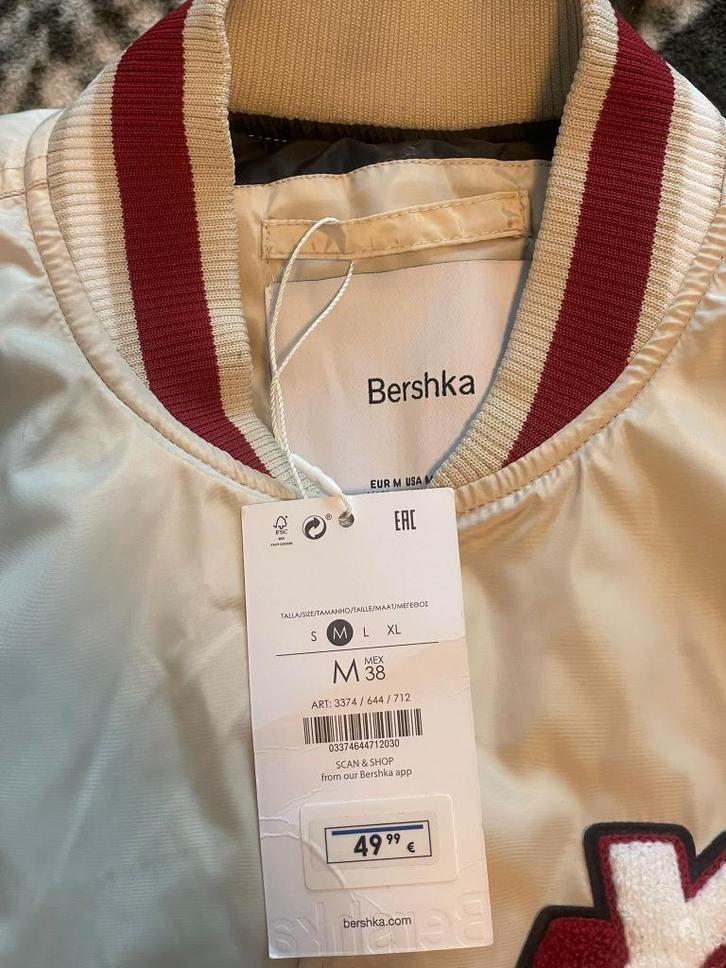 Bershka
EUR M USA M
FSC
EAC
TALLA/SIZE/TAMANHO/TAILLE/MAAT/ΜΕΓΕΘΟΣ
S M L XL
M MEX 38
ART: 3374 / 644 / 712
03374644712030
SCAN & SHOP
from our Bershka app
49 99 €
bershka.com